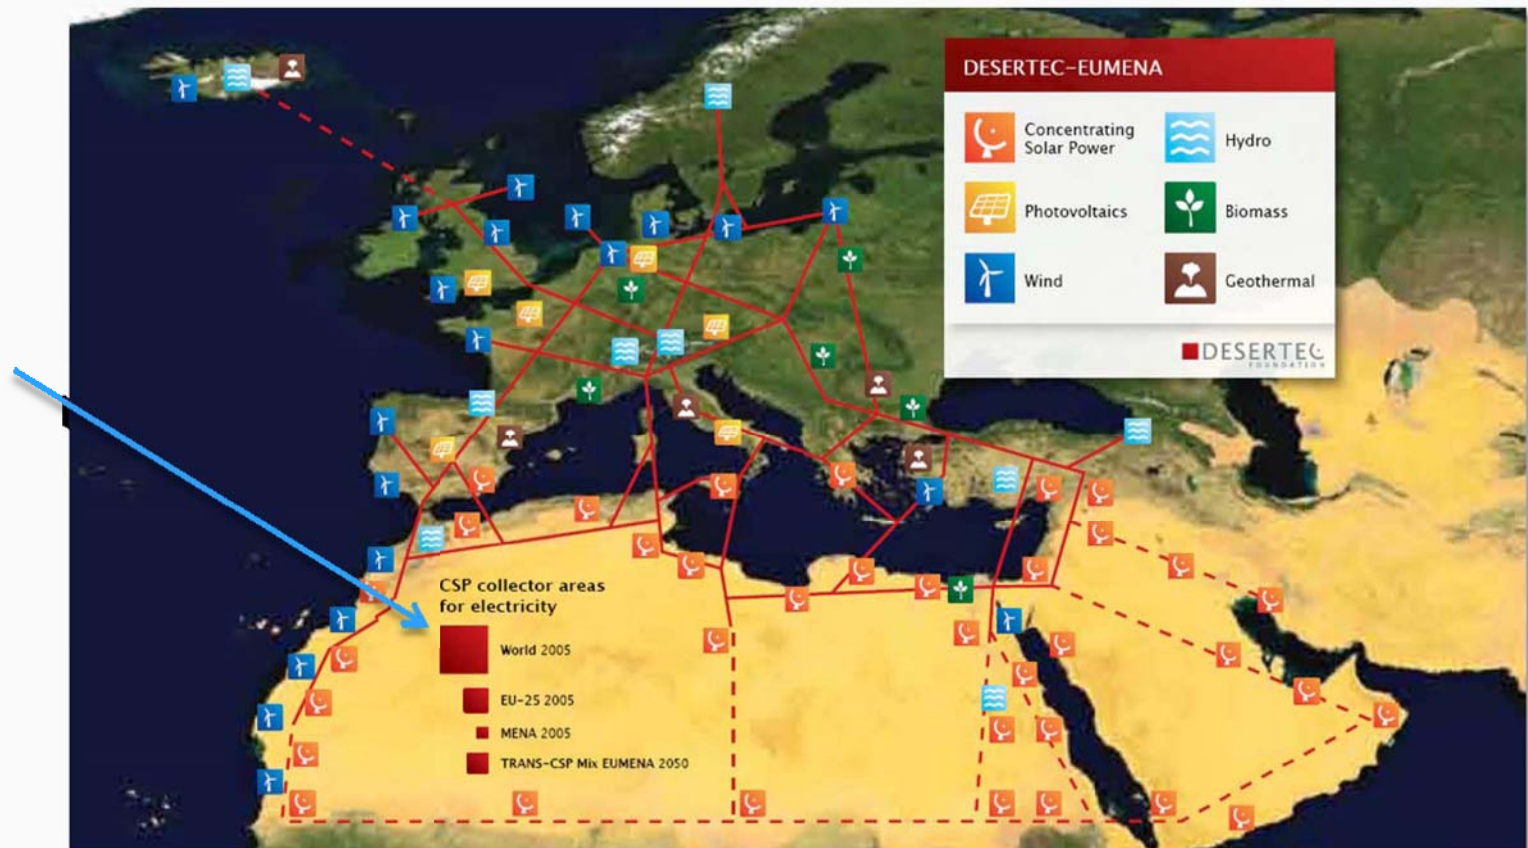 DESERTEC-EUMENA
Concentrating
Solar Power
Hydro
Photovoltaics
Biomass
Wind
Geothermal
DESERTEC
FOUNDATION
CSP collector areas
for electricity
World 2005
EU-25 2005
MENA 2005
TRANS-CSP Mix EUMENA 2050